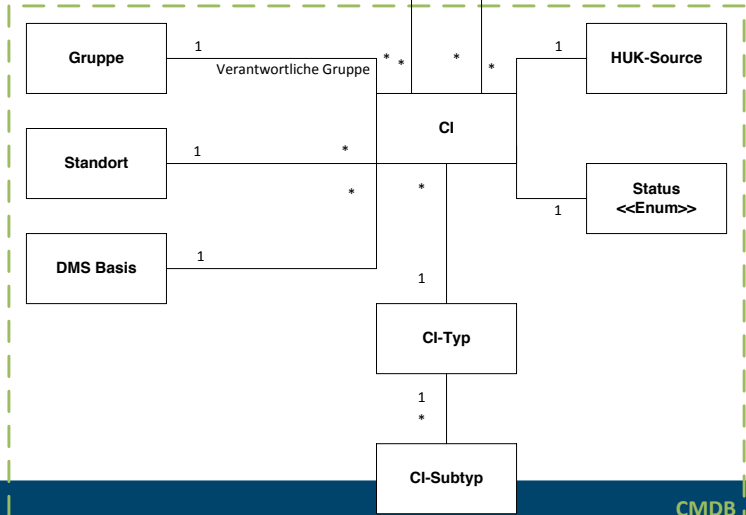 Gruppe
1
Verantwortliche Gruppe
*
*
*
*
1
HUK-Source
CI
Standort
1
*
*
*
Status
<<Enum>>
1
DMS Basis
1
1
CI-Typ
1
*
CI-Subtyp
CMDB